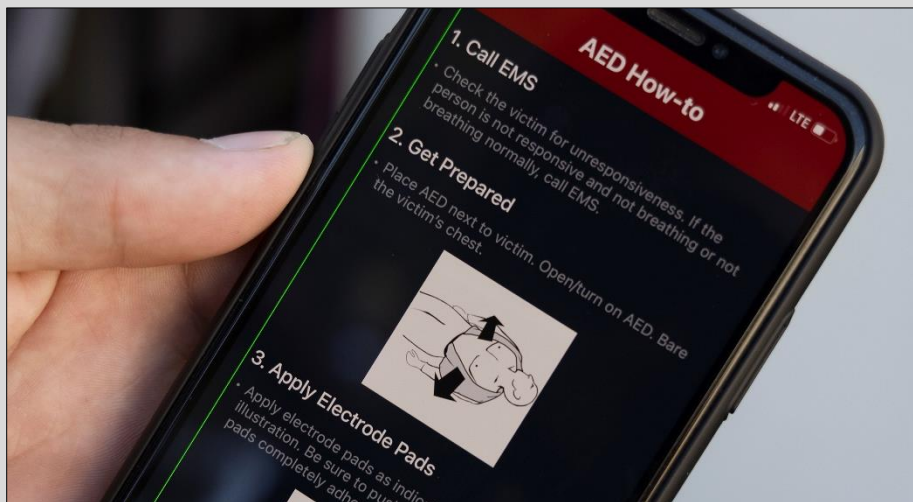 LTE
AED How-to
1. Call EMS
· Check the victim for unresponsiveness. If the
person is not responsive and not breathing or not
breathing normally, call EMS.
2. Get Prepared
· Place AED next to victim. Open/turn on AED. Bare
the victim's chest.
3. Apply Electrode Pads
· Apply electrode pads as
illustration. Be sure to
pads completely